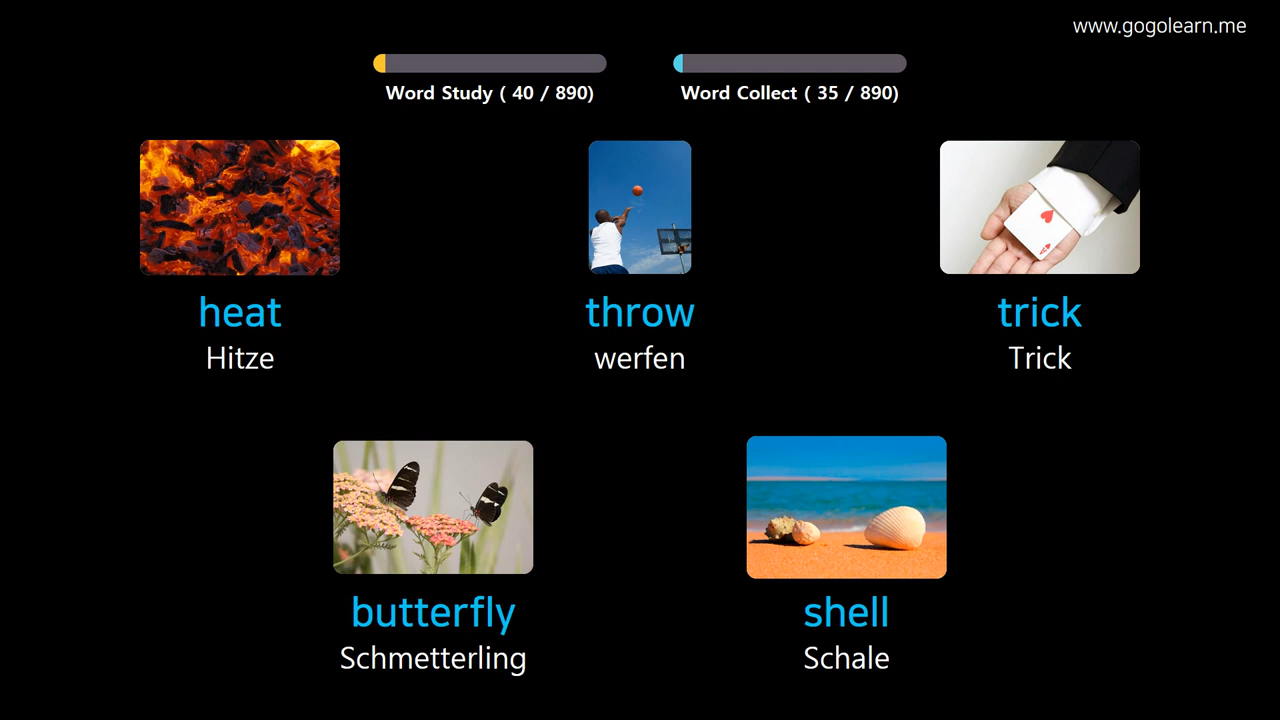 www.gogolearn.me
Word Study ( 40 / 890)
Word Collect ( 35 / 890)
heat
Hitze
throw
werfen
trick
Trick
butterfly
Schmetterling
shell
Schale